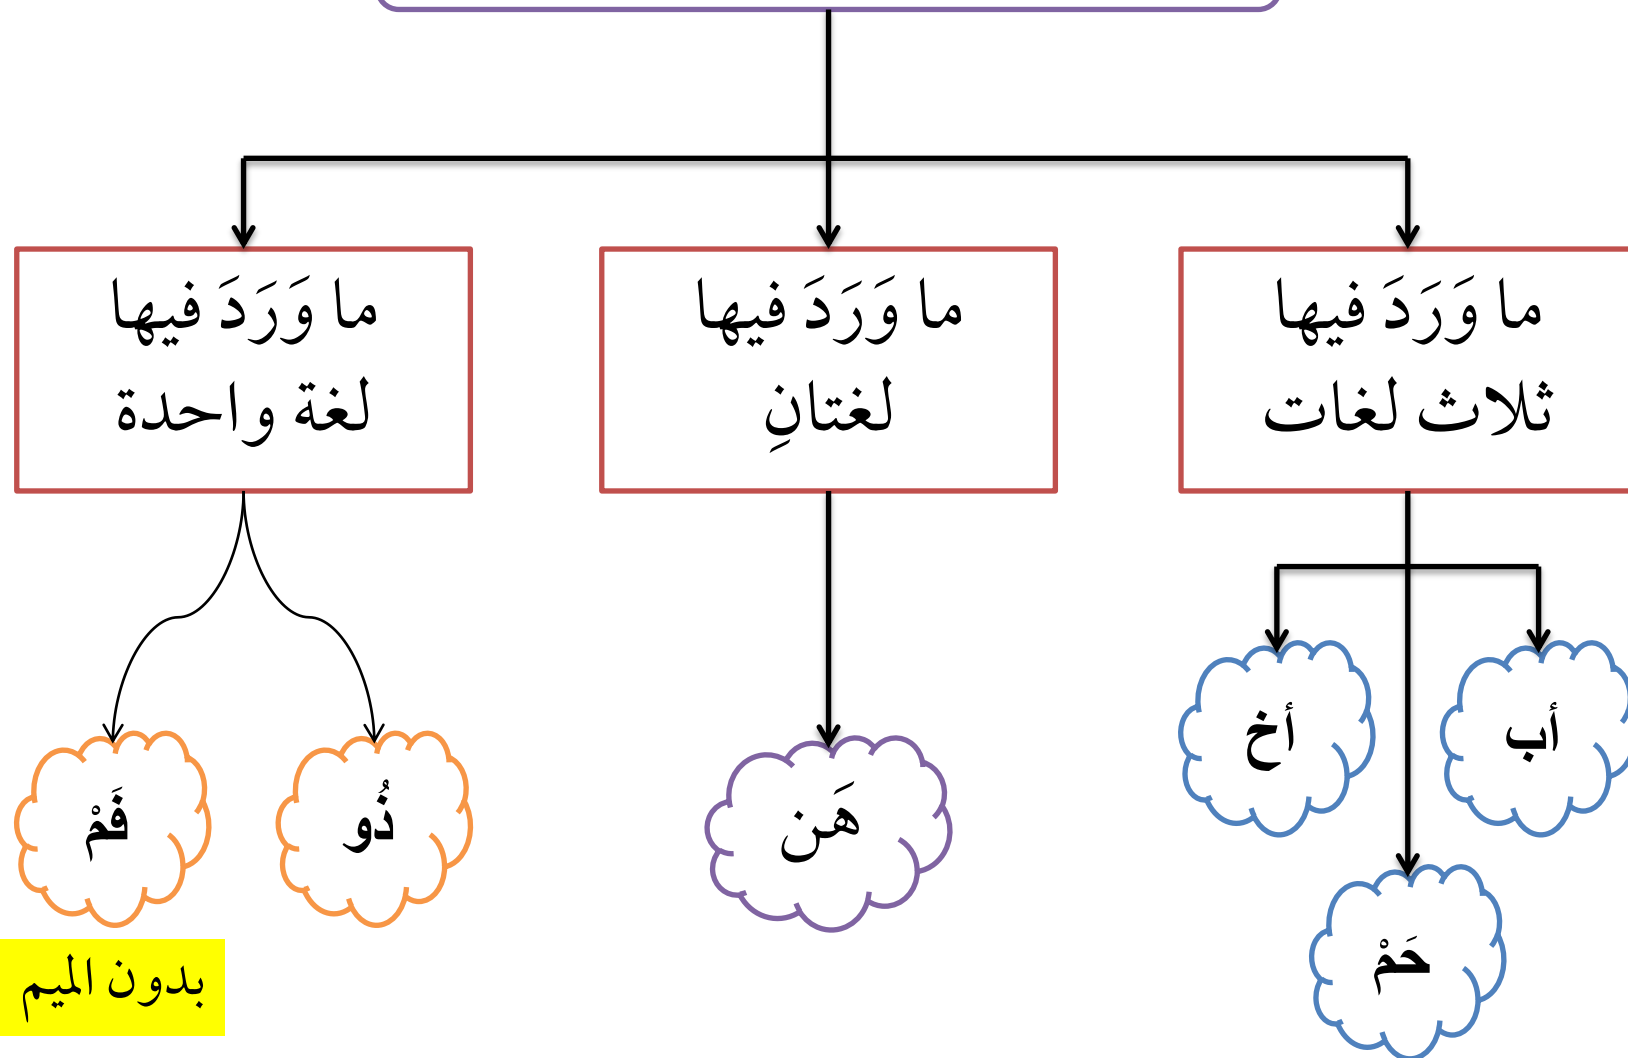 ما وَرَدَ فيها
ثلاث لغات
ما وَرَدَ فيها
لغتانِ
ما وَرَدَ فيها
لغة واحدة
أب
أخ
حَمْ
هَن
ذُو
فَمْ
بدون الميم